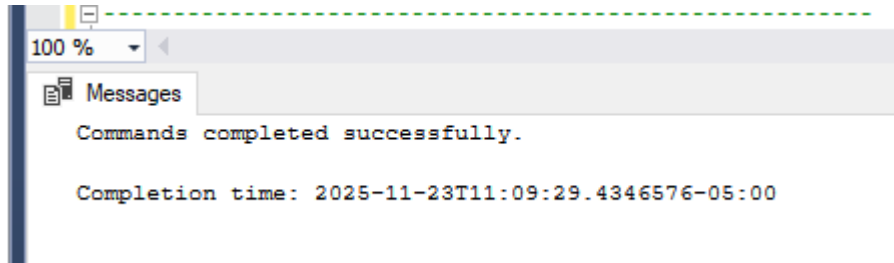 100 %
Messages
Commands completed successfully.
Completion time: 2025-11-23T11:09:29.4346576-05:00